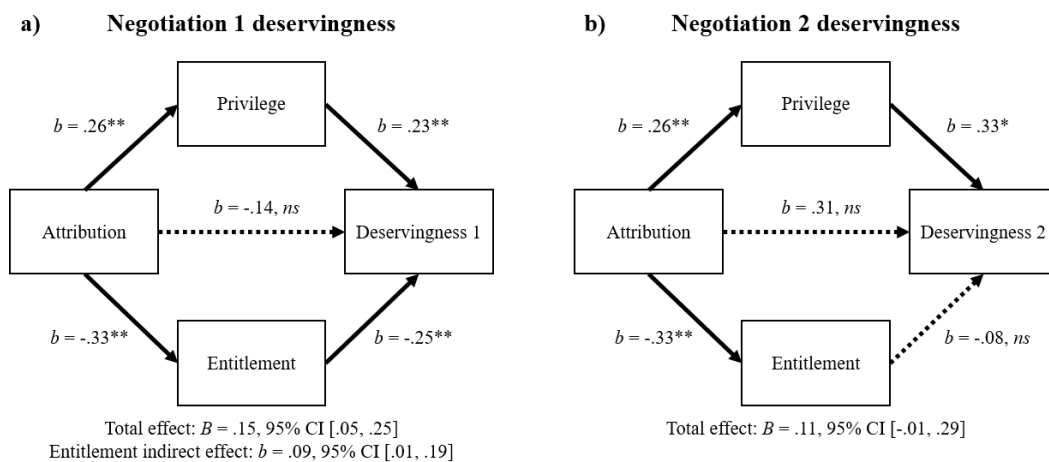 a) Negotiation 1 deservingness
Privilege
b = .26**
b = .23**
b = -.14, ns
Attribution
Deservingness 1
b = -.33**
b = -.25**
Entitlement
Total effect: B = .15, 95% CI [.05, .25]
Entitlement indirect effect: b = .09, 95% CI [.01, .19]
b) Negotiation 2 deservingness
Privilege
b = .26**
b = .33*
b = .31, ns
Attribution
Deservingness 2
b = -.33**
b = -.08, ns
Entitlement
Total effect: B = .11, 95% CI [-.01, .29]